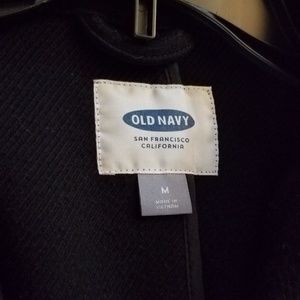 OLD NAVY
SAN FRANCISCO
CALIFORNIA
M
MADE IN
VIETNAM